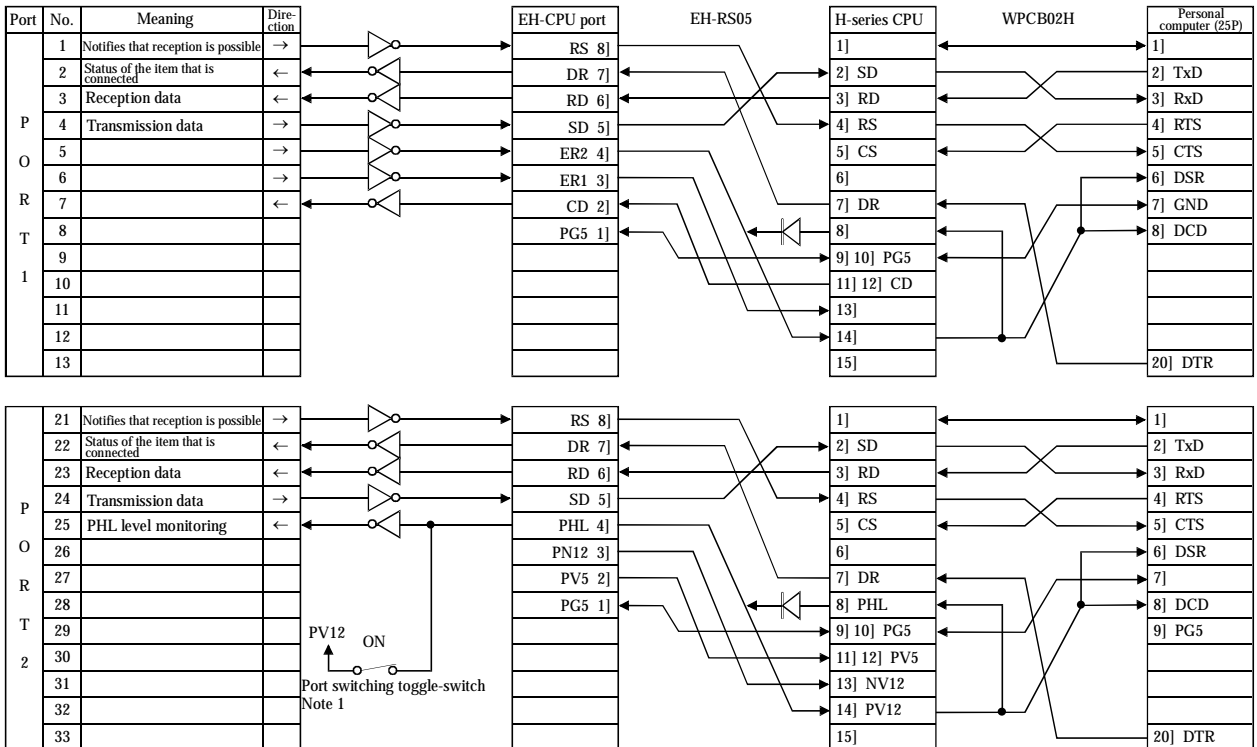 Port No. Meaning Dire-ction EH-CPU port EH-RS05 H-series CPU WPCB02H Personal computer (25P)
PORT 1
1 Notifies that reception is possible → RS 8] 1] 1]
2 Status of the item that is connected ← DR 7] 2] SD 2] TxD
3 Reception data ← RD 6] 3] RD 3] RxD
4 Transmission data → SD 5] 4] RS 4] RTS
5 → ER2 4] 5] CS 5] CTS
6 → ER1 3] 6] 6] DSR
7 ← CD 2] 7] DR 7] GND
8 PG5 1] 8] 8] DCD
9 9] 10] PG5
10 11] 12] CD
11 13]
12 14]
13 15] 20] DTR
PORT 2
21 Notifies that reception is possible → RS 8] 1] 1]
22 Status of the item that is connected ← DR 7] 2] SD 2] TxD
23 Reception data ← RD 6] 3] RD 3] RxD
24 Transmission data → SD 5] 4] RS 4] RTS
25 PHL level monitoring ← PHL 4] 5] CS 5] CTS
26 PN12 3] 6] 6] DSR
27 PV5 2] 7] DR 7]
28 PG5 1] 8] PHL 8] DCD
29 9] 10] PG5 9] PG5
PV12 ON
30 11] 12] PV5
31 Port switching toggle-switch 13] NV12
32 Note 1 14] PV12
33 15] 20] DTR